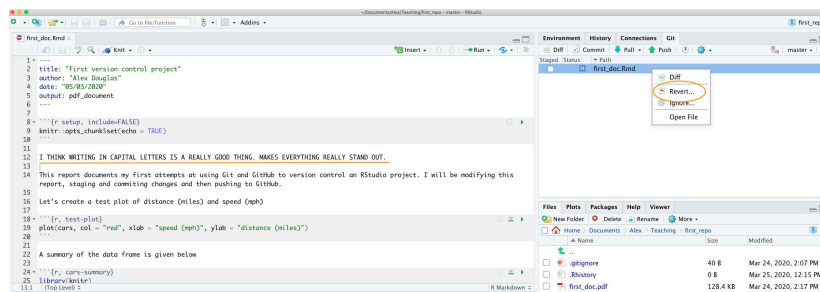 ~/Documents/Alex/Teaching/first_repo - master - RStudio
Go to file/function
Addins
first_repo
first_doc.Rmd
Knit
Insert
Run
1 ---
2 title: "First version control project"
3 author: "Alex Douglas"
4 date: "05/03/2020"
5 output: pdf_document
6 ---
7
8 ```{r setup, include=FALSE}
9 knitr::opts_chunk$set(echo = TRUE)
10 ```
11
12 I THINK WRITING IN CAPITAL LETTERS IS A REALLY GOOD THING. MAKES EVERYTHING REALLY STAND OUT.
13
14 This report documents my first attempts at using Git and GitHub to version control an RStudio project. I will be modifying this
report, staging and commiting changes and then pushing to GitHub.
15
16 Let's create a test plot of distance (miles) and speed (mph)
17
18 ```{r, test-plot}
19 plot(cars, col = "red", xlab = "speed (mph)", ylab = "distance (miles)")
20 ```
21
22 A summary of the data frame is given below
23
24 ```{r, cars-summary}
25 library(knitr)
13:1 (Top Level) R Markdown
Environment History Connections Git
Diff Commit Pull Push master
Staged Status Path
M first_doc.Rmd
Diff
Revert...
Ignore...
Open File
Files Plots Packages Help Viewer
New Folder Delete Rename More
Home Documents Alex Teaching first_repo
Name Size Modified
..
.gitignore 40 B Mar 24, 2020, 2:07 PM
.Rhistory 0 B Mar 25, 2020, 12:15 PM
first_doc.pdf 128.4 KB Mar 24, 2020, 2:17 PM